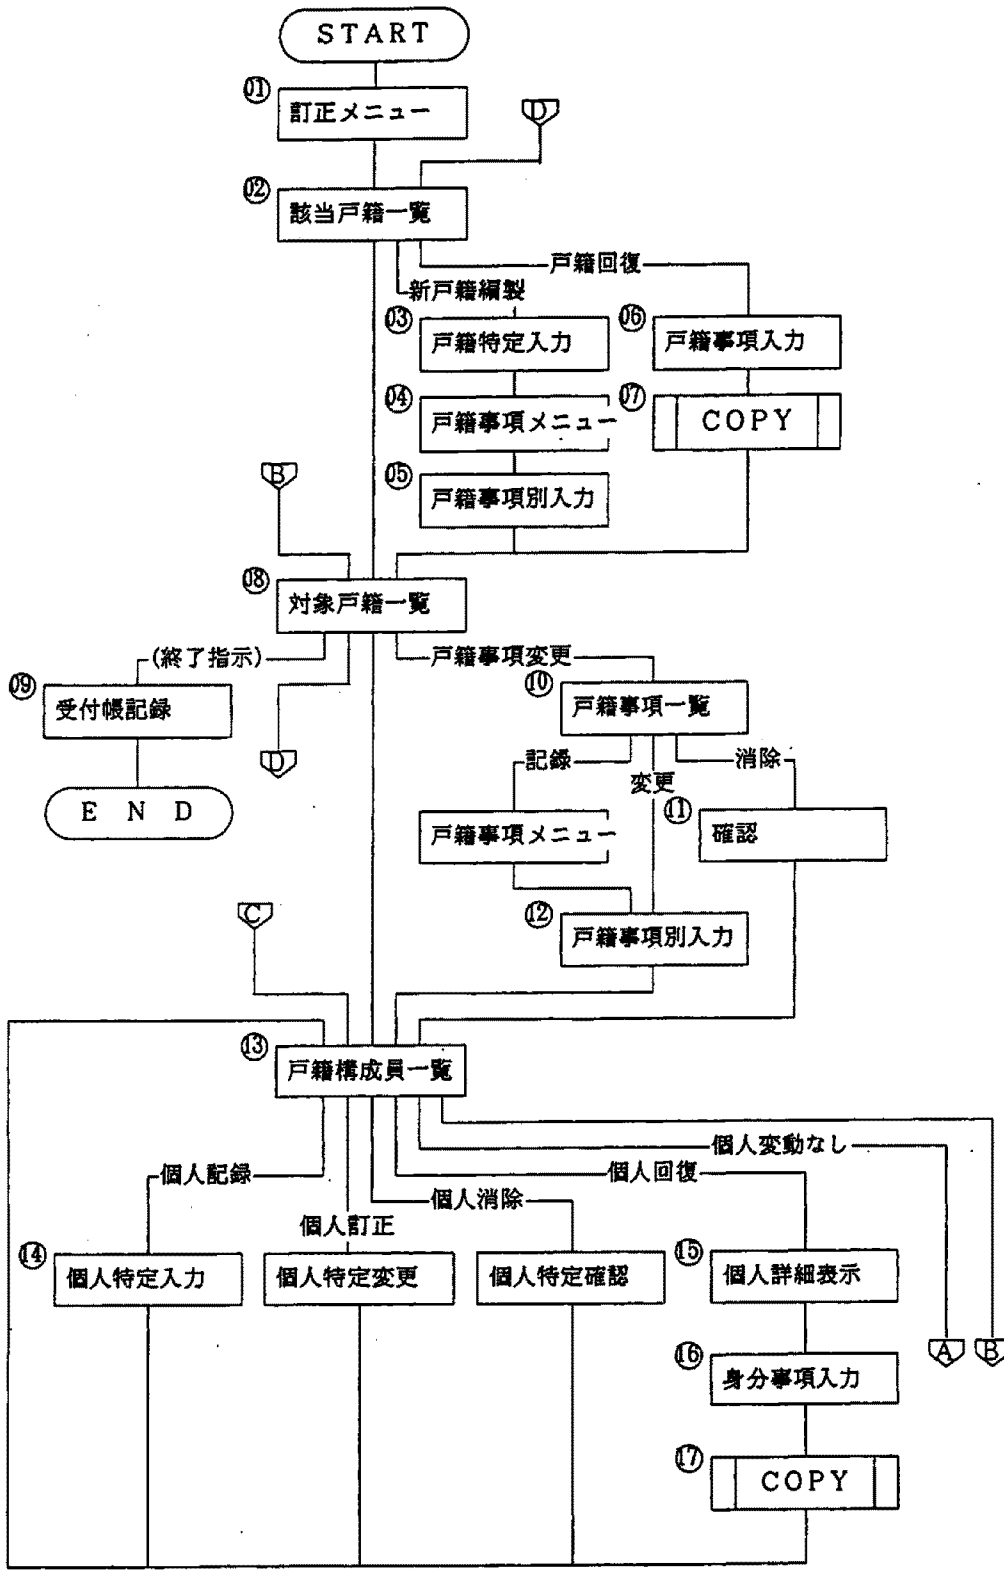 START
01
訂正メニュー
D
02
該当戸籍一覧
戸籍回復
新戸籍編製
03
戸籍特定入力
06
戸籍事項入力
04
戸籍事項メニュー
07
COPY
05
戸籍事項別入力
B
08
対象戸籍一覧
(終了指示)
戸籍事項変更
09
受付帳記録
10
戸籍事項一覧
D
記録
変更
消除
END
戸籍事項メニュー
11
確認
C
12
戸籍事項別入力
13
戸籍構成員一覧
個人変動なし
個人記録
個人回復
個人消除
個人訂正
14
個人特定入力
個人特定変更
個人特定確認
15
個人詳細表示
A
B
16
身分事項入力
17
COPY